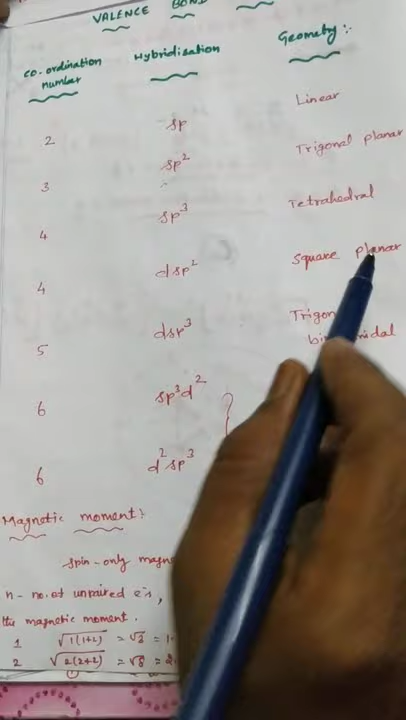 VALENCE BOND
Co-ordination number Hybridisation Geometry:
2 sp Linear
3 sp² Trigonal planar
4 sp³ Tetrahedral
4 dsp² Square planar
5 dsp³
6 sp³d²
6 d²sp³
Magnetic moment:
Spin-only
n - no. of unpaired e's,
the magnetic moment.
1 √1(1+2) = √3 =
2 √2(2+2) = √8 =